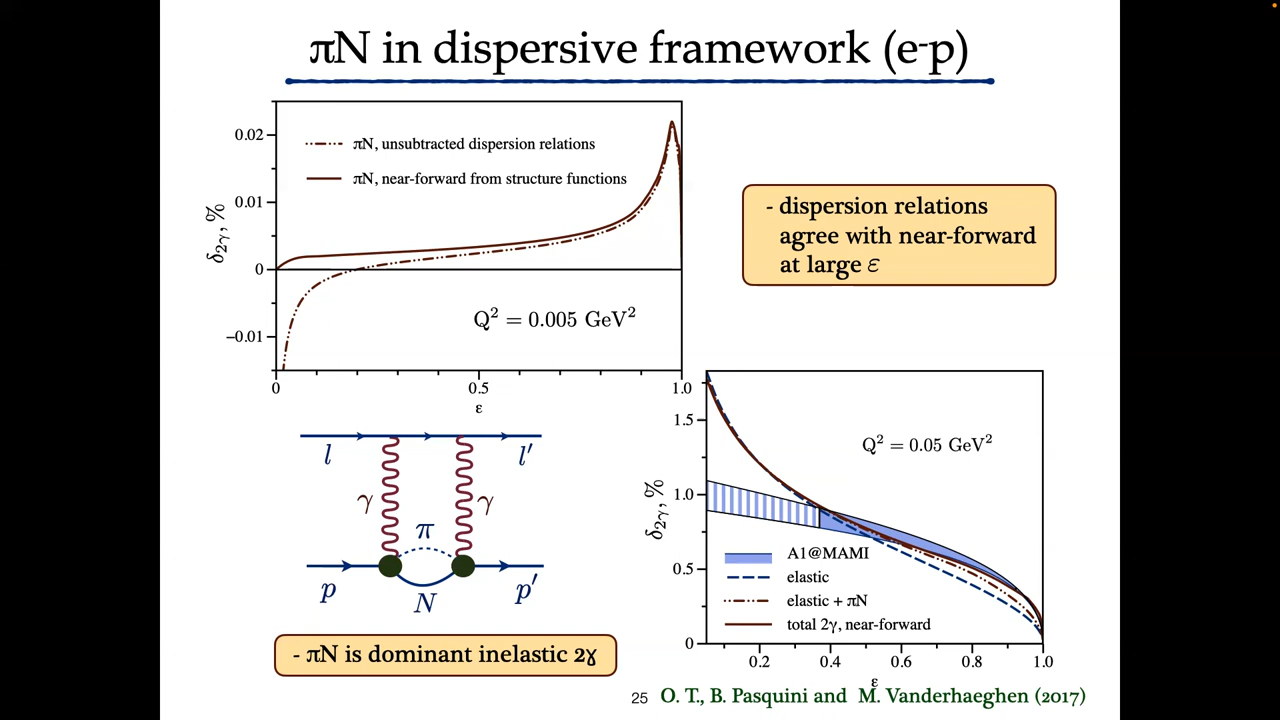 πN in dispersive framework (e-p)
0.02
0.01
0
−0.01
δ2γ, %
πN, unsubtracted dispersion relations
πN, near-forward from structure functions
Q² = 0.005 GeV²
0
0.5
1.0
ε
- dispersion relations
agree with near-forward
at large ε
l
l′
γ
γ
π
p
N
p′
- πN is dominant inelastic 2γ
1.5
1.0
0.5
0
δ2γ, %
Q² = 0.05 GeV²
A1@MAMI
elastic
elastic + πN
total 2γ, near-forward
0.2
0.4
0.6
0.8
1.0
ε
25
O. T., B. Pasquini and M. Vanderhaeghen (2017)